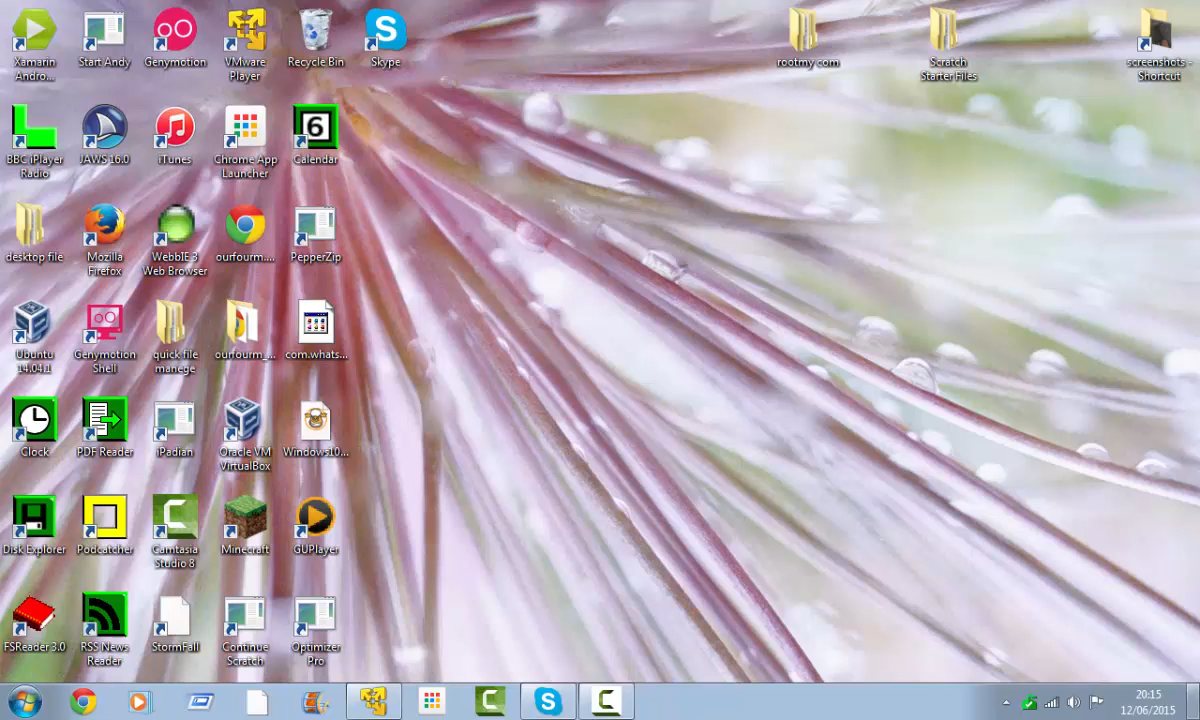 Xamarin
Andro...
Start Andy
Genymotion
VMware
Player
Recycle Bin
Skype
rootmy com
Scratch
Starter Files
screenshots -
Shortcut
BBC iPlayer
Radio
JAWS 16.0
iTunes
Chrome App
Launcher
6
Calendar
desktop file
Mozilla
Firefox
WebbIE 3
Web Browser
ourfourm....
PepperZip
Ubuntu
14.04.1
Genymotion
Shell
quick file
manege
ourfourm_...
com.whats...
Clock
PDF Reader
iPadian
Oracle VM
VirtualBox
Windows10...
Disk Explorer
Podcatcher
Camtasia
Studio 8
Minecraft
GUPlayer
FSReader 3.0
RSS News
Reader
StormFall
Continue
Scratch
Optimizer
Pro
20:15
12/06/2015